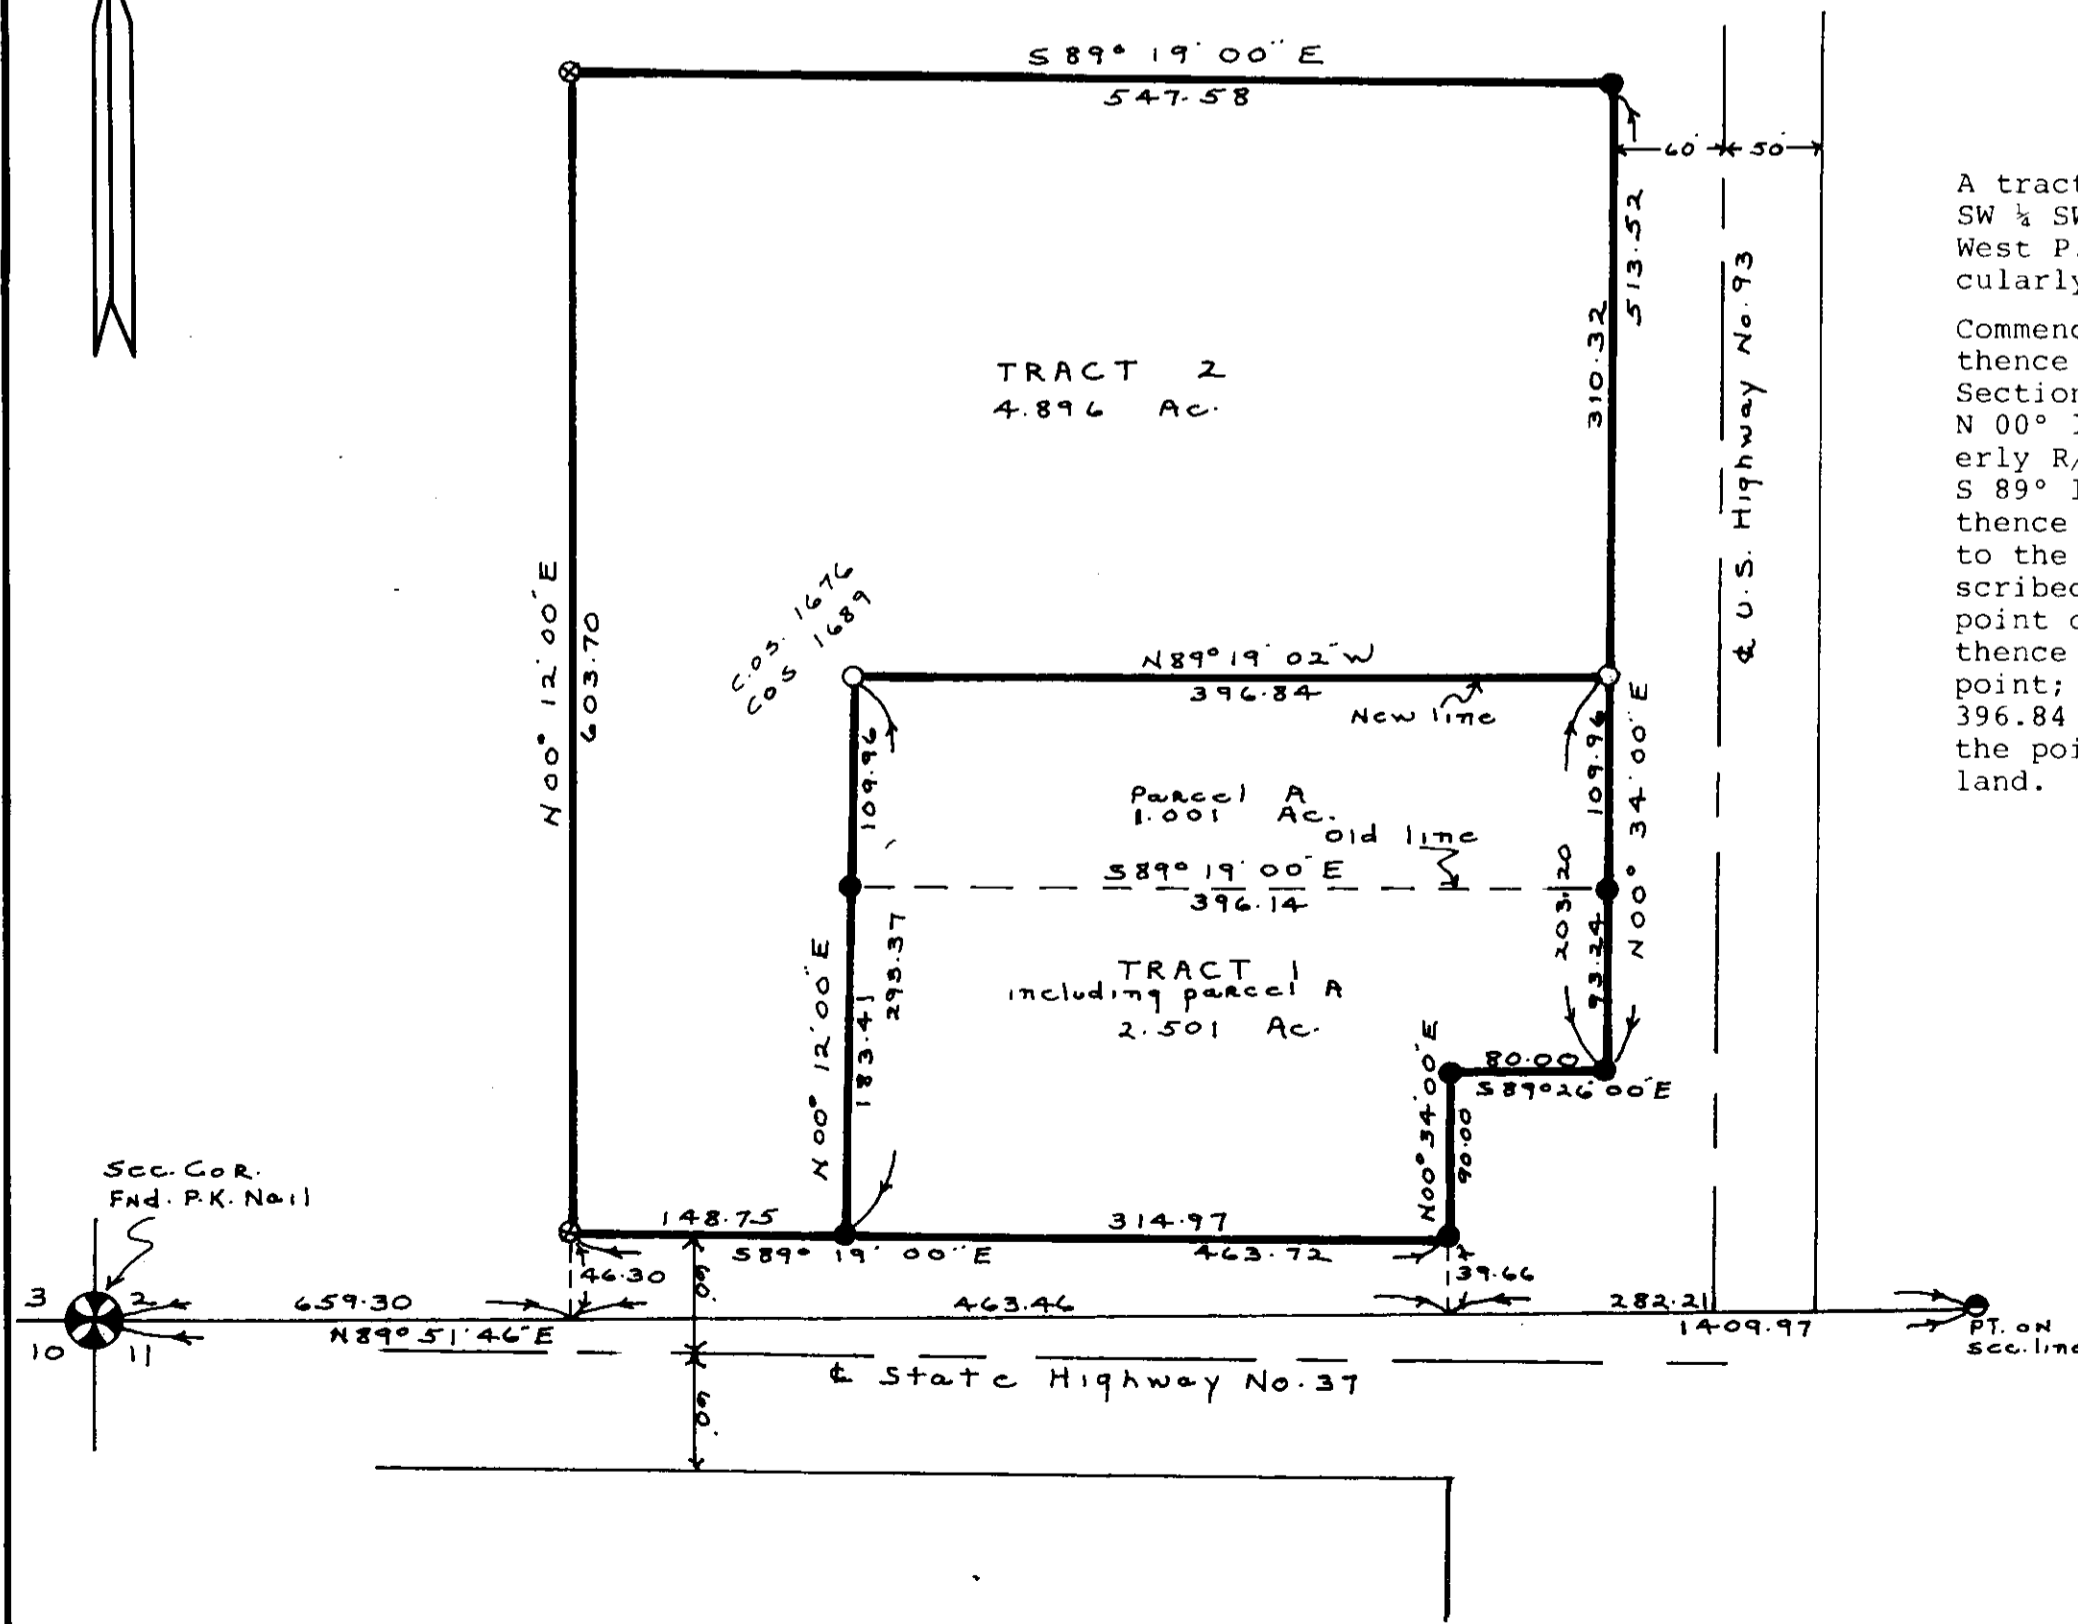 S 89° 19' 00" E
547.58
60' 50'
513.52
310.32
TRACT 2
4.896 Ac.
℄ U.S. Highway No. 93
N 00° 12' 00" E
603.70
C.O.S. 1676
COS 1689
N 89° 19' 02" W
396.84
New line
109.96
109.96
N 00° 34' 00" E
Parcel A
1.001 Ac.
old line
S 89° 19' 00" E
396.14
203.20
93.24
N 00° 12' 00" E
183.41
293.37
TRACT 1
including parcel A
2.501 Ac.
N 00° 34' 00" E
90.00
80.00
S 89° 26' 00" E
Sec. Cor.
Fnd. P.K. Nail
148.75
314.97
S 89° 19' 00" E
463.72
46.30
60'
39.66
3 2
10 11
659.30
N 89° 51' 46" E
463.46
282.21
1409.97
PT. ON
Sec. line
℄ State Highway No. 37
60'
A tract
SW ¼ SW
West P.
cularly
Commenc
thence
Section
N 00° 1
erly R/
S 89° 1
thence
to the
scribed
point o
thence
point;
396.84
the poi
land.